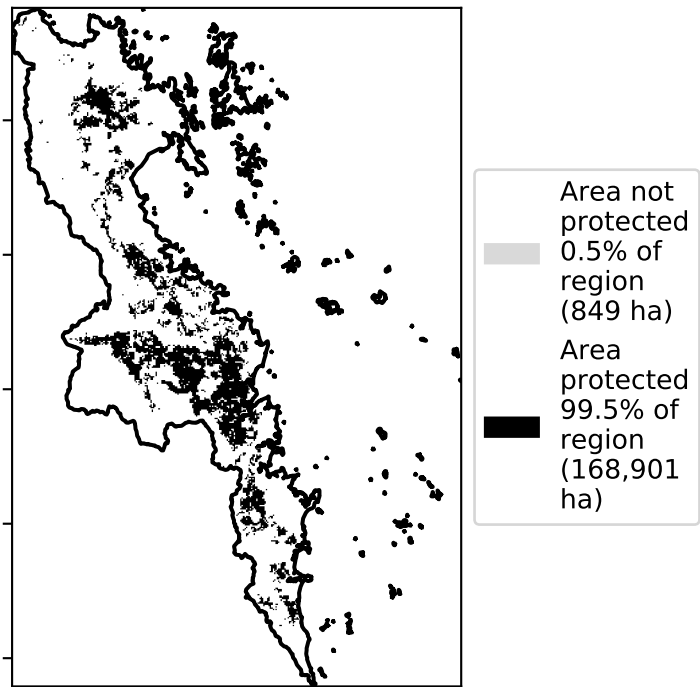 Area not
protected
0.5% of
region
(849 ha)
Area
protected
99.5% of
region
(168,901
ha)